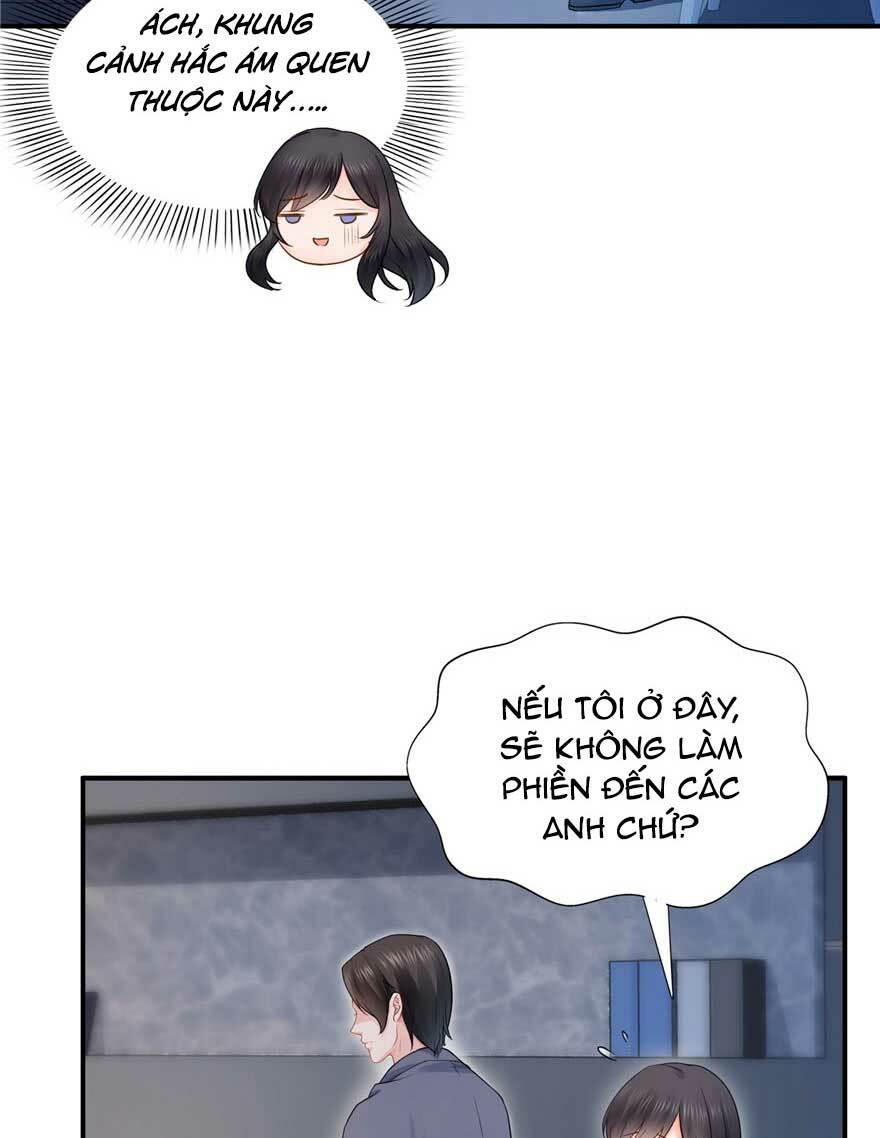 ÁCH, KHUNG
CẢNH HẮC ÁM QUEN
THUỘC NÀY.....
NẾU TÔI Ở ĐÂY,
SẼ KHÔNG LÀM
PHIỀN ĐẾN CÁC
ANH CHỨ?